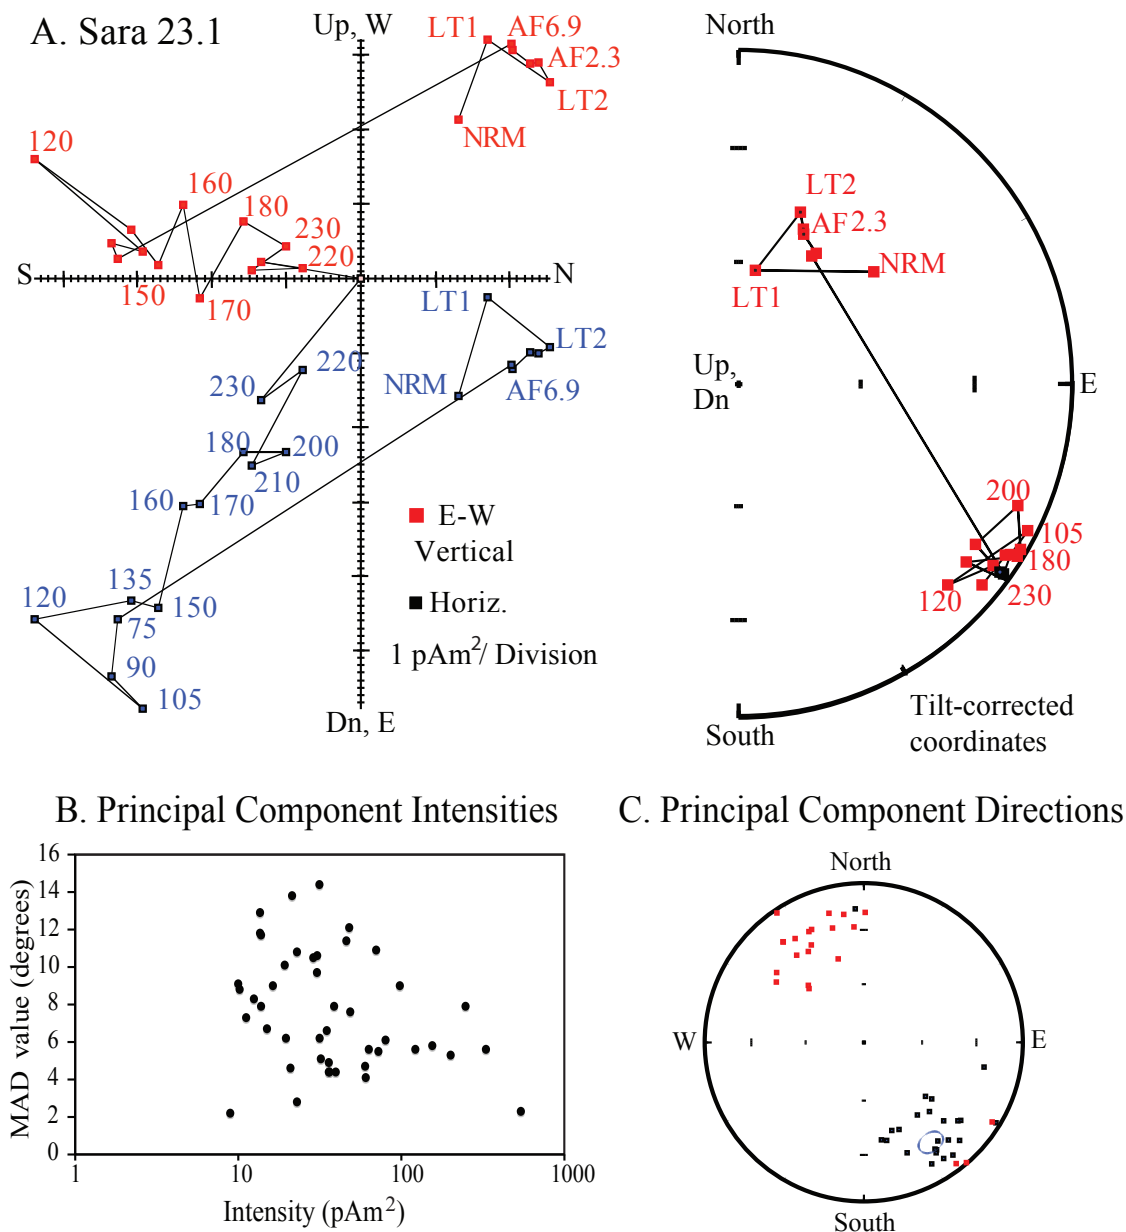 A. Sara 23.1
Up, W
LT1
AF6.9
AF2.3
LT2
NRM
120
160
180
230
220
S
N
150
170
LT1
LT2
220
230
NRM
AF6.9
180
200
210
160
170
E-W
Vertical
135
120
150
Horiz.
75
1 pAm²/ Division
90
105
Dn, E
North
LT2
AF2.3
NRM
LT1
Up,
Dn
E
200
105
180
120
230
South
Tilt-corrected
coordinates
B. Principal Component Intensities
MAD value (degrees)
16
14
12
10
8
6
4
2
0
1
10
100
1000
Intensity (pAm²)
C. Principal Component Directions
North
W
E
South